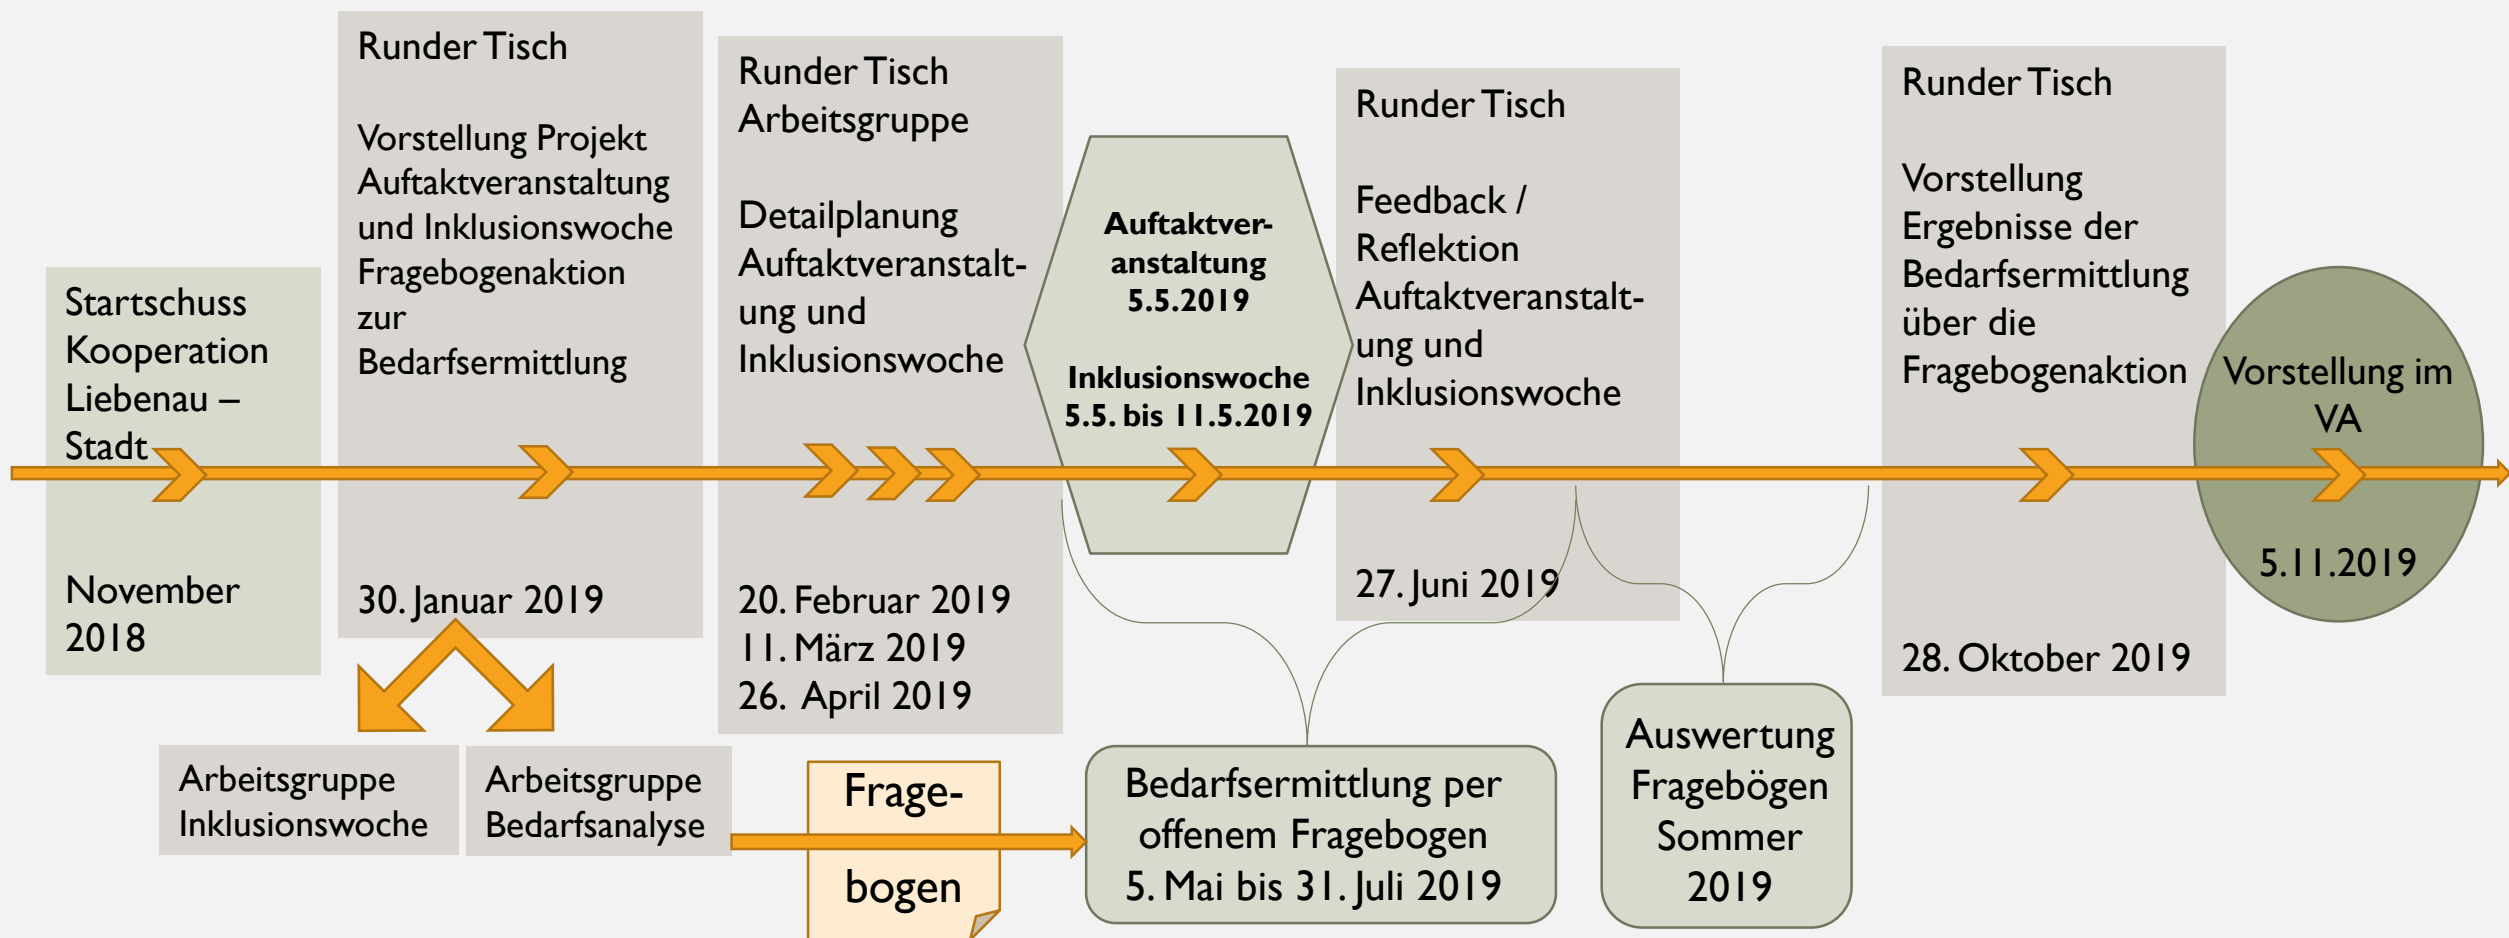 Startschuss
Kooperation
Liebenau –
Stadt
November
2018
Runder Tisch
Vorstellung Projekt
Auftaktveranstaltung
und Inklusionswoche
Fragebogenaktion
zur
Bedarfsermittlung
30. Januar 2019
Runder Tisch
Arbeitsgruppe
Detailplanung
Auftaktveranstalt-
ung und
Inklusionswoche
20. Februar 2019
11. März 2019
26. April 2019
Auftaktver-
anstaltung
5.5.2019
Inklusionswoche
5.5. bis 11.5.2019
Runder Tisch
Feedback /
Reflektion
Auftaktveranstalt-
ung und
Inklusionswoche
27. Juni 2019
Runder Tisch
Vorstellung
Ergebnisse der
Bedarfsermittlung
über die
Fragebogenaktion
28. Oktober 2019
Vorstellung im
VA
5.11.2019
Arbeitsgruppe
Inklusionswoche
Arbeitsgruppe
Bedarfsanalyse
Frage-
bogen
Bedarfsermittlung per
offenem Fragebogen
5. Mai bis 31. Juli 2019
Auswertung
Fragebögen
Sommer
2019